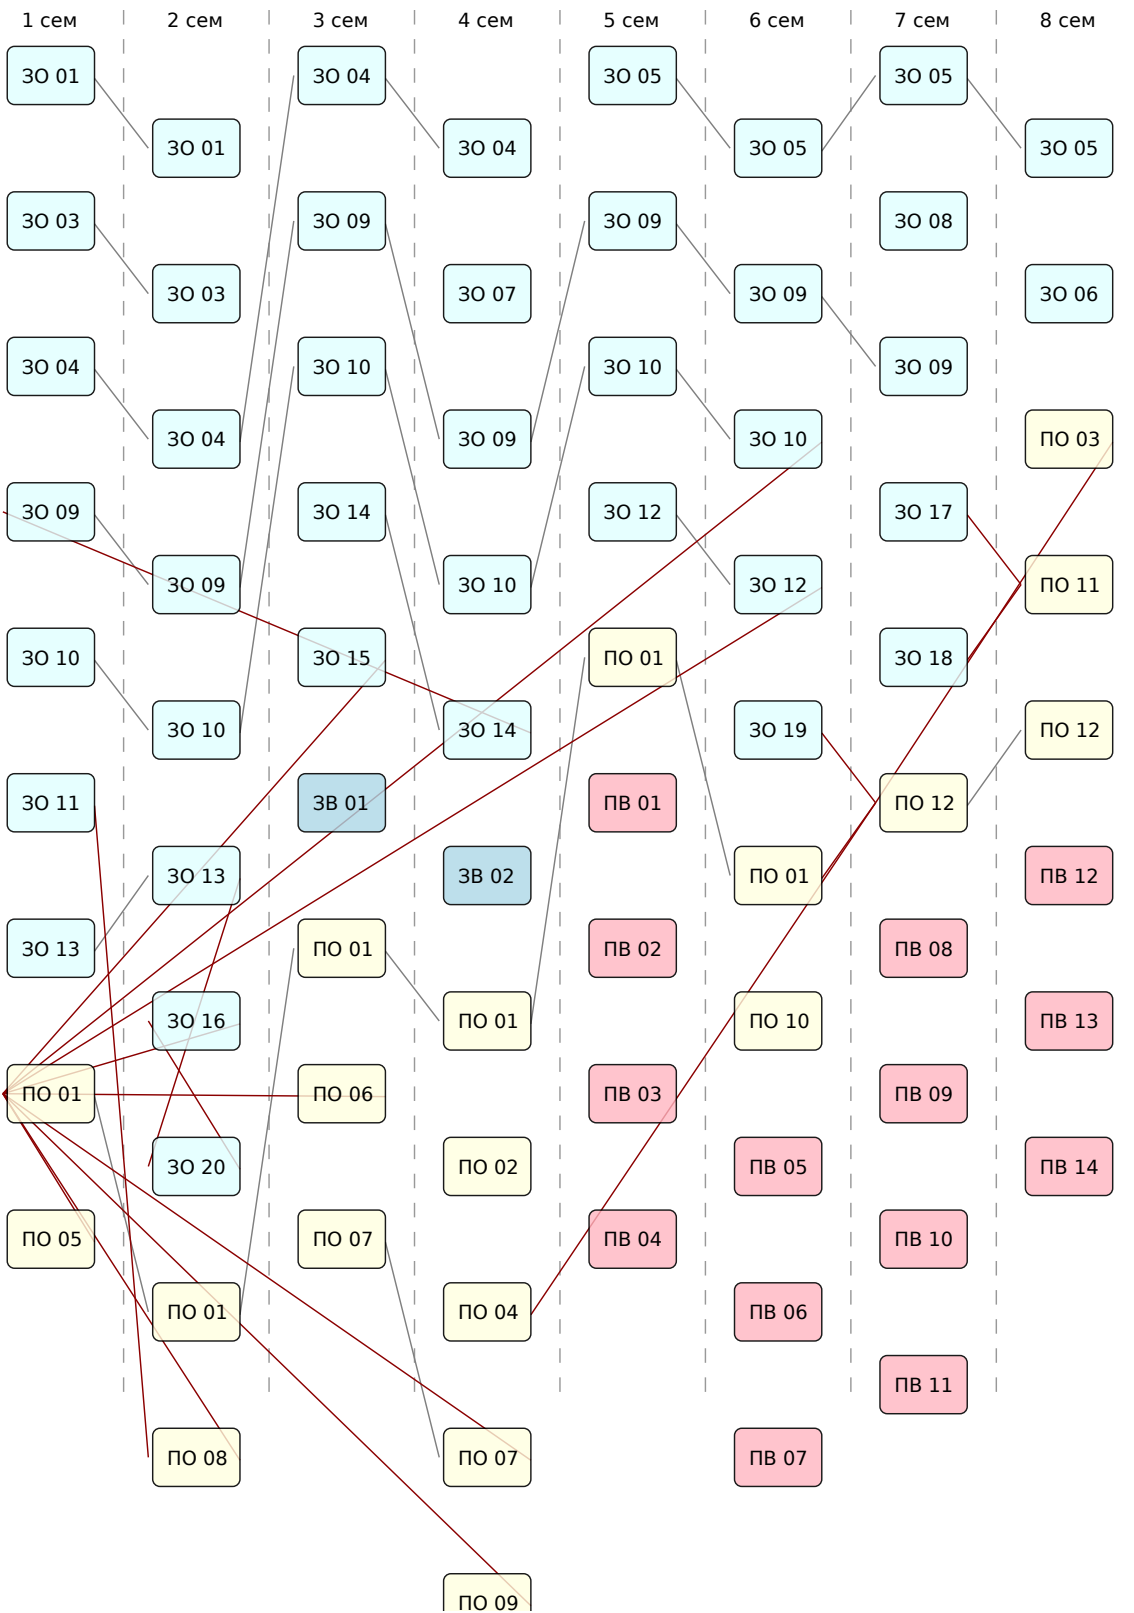 1 сем 2 сем 3 сем 4 сем 5 сем 6 сем 7 сем 8 сем
ЗО 01 ЗО 04 ЗО 05 ЗО 05
ЗО 01 ЗО 04 ЗО 05 ЗО 05
ЗО 03 ЗО 09 ЗО 09 ЗО 08
ЗО 03 ЗО 07 ЗО 09 ЗО 06
ЗО 04 ЗО 10 ЗО 10 ЗО 09
ЗО 04 ЗО 09 ЗО 10 ПО 03
ЗО 09 ЗО 14 ЗО 12 ЗО 17
ЗО 09 ЗО 10 ЗО 12 ПО 11
ЗО 10 ЗО 15 ПО 01 ЗО 18
ЗО 10 ЗО 14 ЗО 19 ПО 12
ЗО 11 ЗВ 01 ПВ 01 ПО 12
ЗО 13 ЗВ 02 ПО 01 ПВ 12
ЗО 13 ПО 01 ПВ 02 ПВ 08
ЗО 16 ПО 01 ПО 10 ПВ 13
ПО 01 ПО 06 ПВ 03 ПВ 09
ЗО 20 ПО 02 ПВ 05 ПВ 14
ПО 05 ПО 07 ПВ 04 ПВ 10
ПО 01 ПО 04 ПВ 06
ПВ 11
ПО 08 ПО 07 ПВ 07
ПО 09